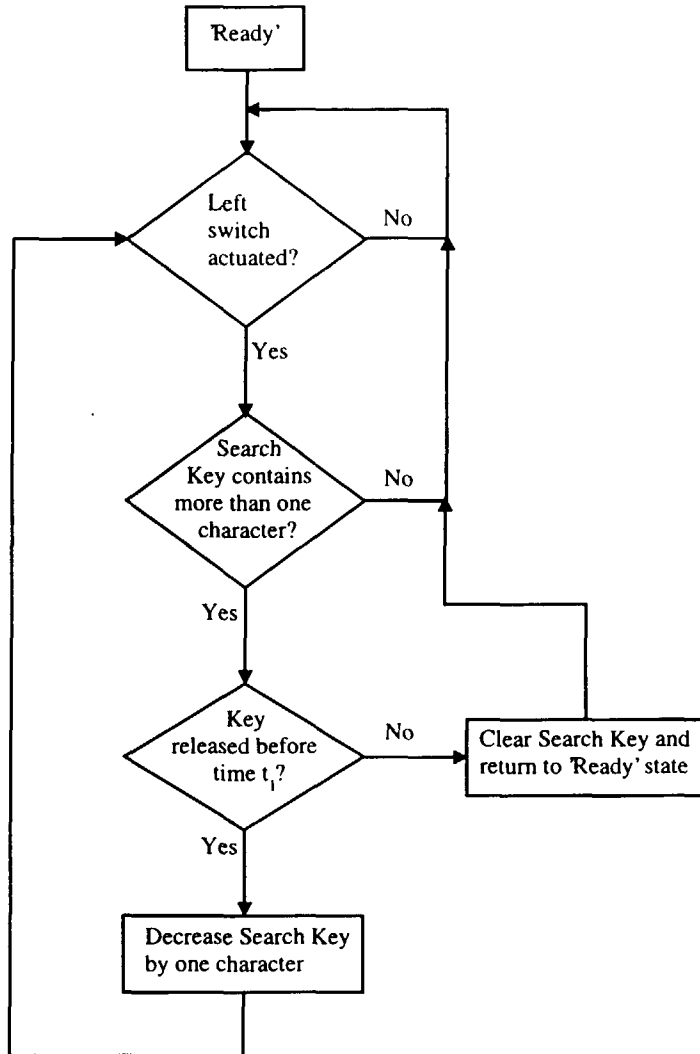 'Ready'
Left
switch
actuated?
No
Yes
Search
Key contains
more than one
character?
No
Yes
Key
released before
time t₁?
No
Clear Search Key and
return to 'Ready' state
Yes
Decrease Search Key
by one character